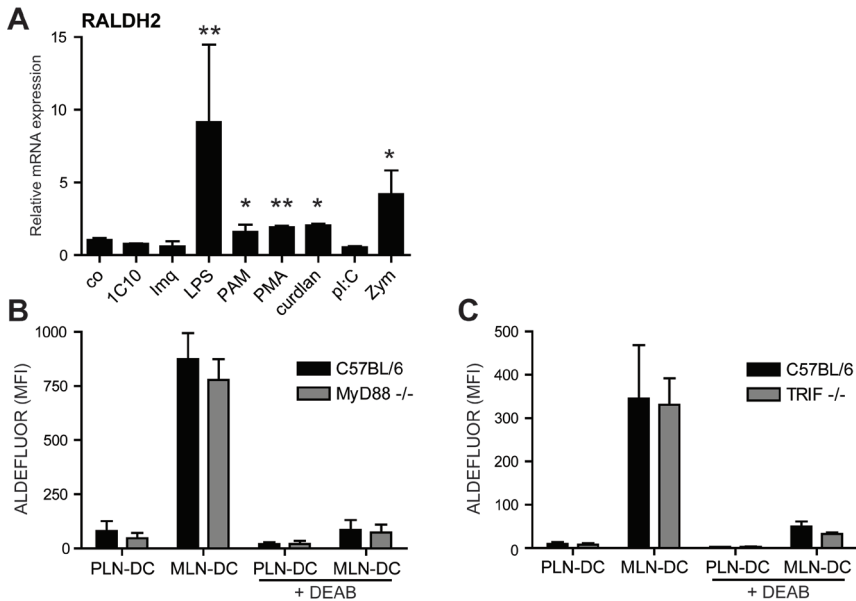 A
RALDH2
Relative mRNA expression
15
10
5
0
**
*
**
*
*
co
1C10
Imq
LPS
PAM
PMA
curdlan
pI:C
Zym
B
ALDEFLUOR (MFI)
1000
750
500
250
0
C57BL/6
MyD88 -/-
PLN-DC
MLN-DC
PLN-DC
MLN-DC
+ DEAB
C
ALDEFLUOR (MFI)
500
400
300
200
100
0
C57BL/6
TRIF -/-
PLN-DC
MLN-DC
PLN-DC
MLN-DC
+ DEAB